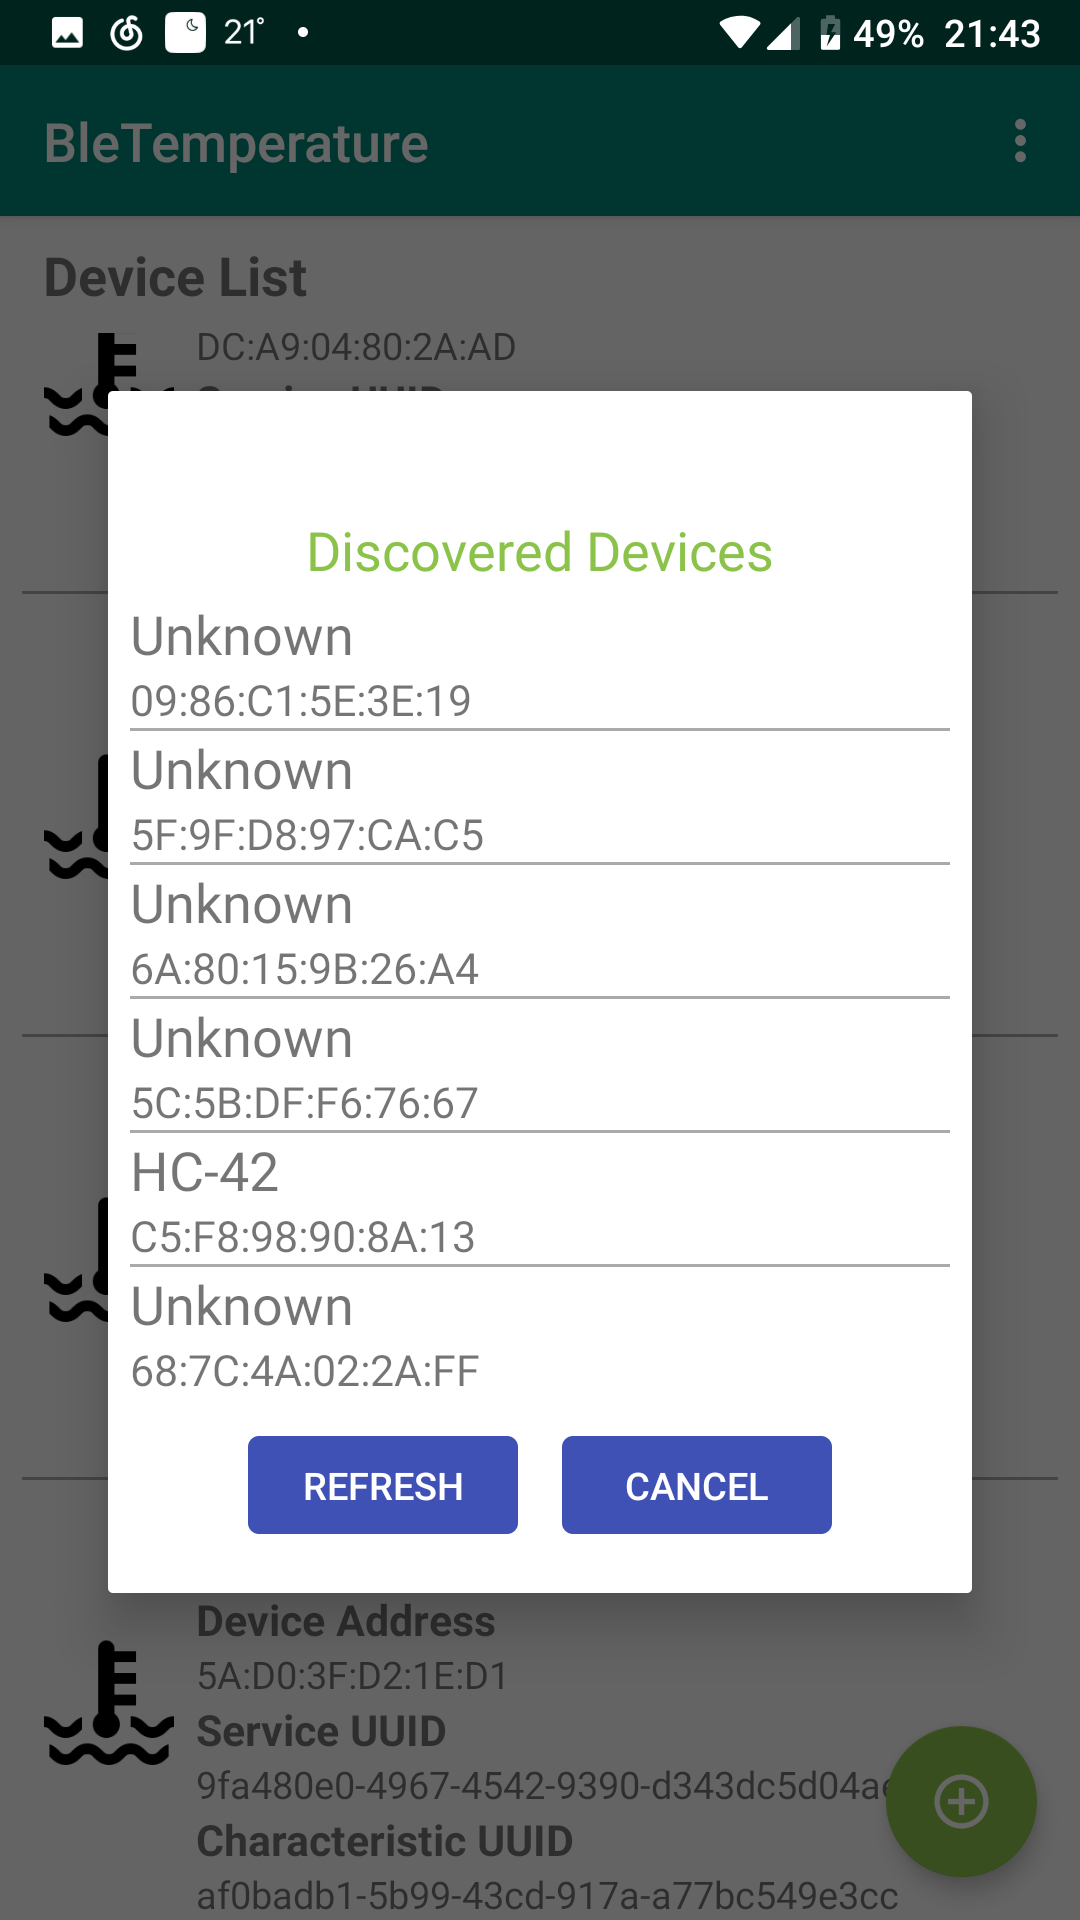 21°
49% 21:43
BleTemperature
Device List
DC:A9:04:80:2A:AD
Discovered Devices
Unknown
09:86:C1:5E:3E:19
Unknown
5F:9F:D8:97:CA:C5
Unknown
6A:80:15:9B:26:A4
Unknown
5C:5B:DF:F6:76:67
HC-42
C5:F8:98:90:8A:13
Unknown
68:7C:4A:02:2A:FF
REFRESH CANCEL
Device Address
5A:D0:3F:D2:1E:D1
Service UUID
9fa480e0-4967-4542-9390-d343dc5d04ae
Characteristic UUID
af0badb1-5b99-43cd-917a-a77bc549e3cc